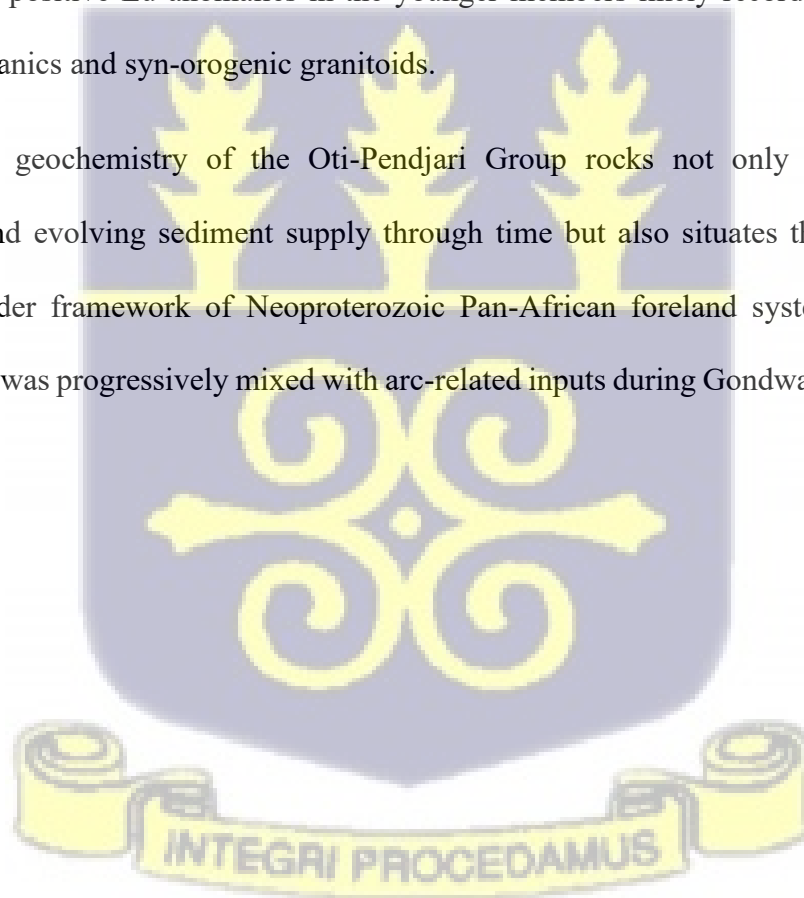 positive Eu anomalies in the younger members likely record
anics and syn-orogenic granitoids.
geochemistry of the Oti-Pendjari Group rocks not only
nd evolving sediment supply through time but also situates th
der framework of Neoproterozoic Pan-African foreland syste
was progressively mixed with arc-related inputs during Gondwa
INTEGRI PROCEDAMUS